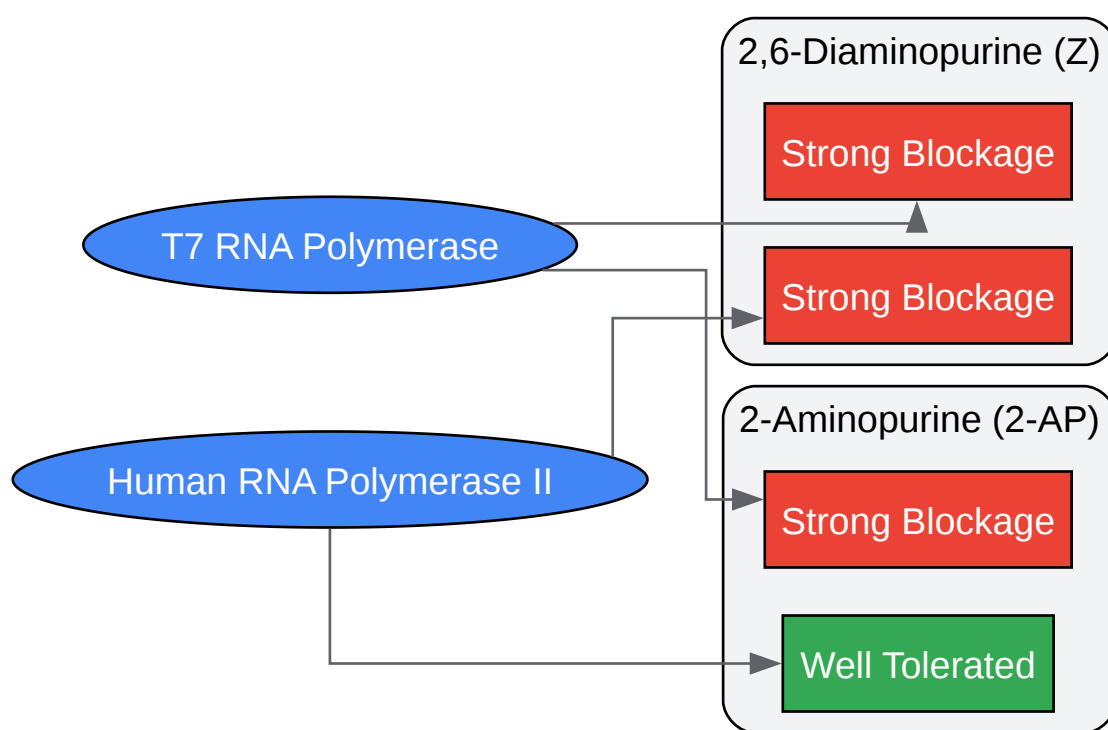 2,6-Diaminopurine (Z)
Strong Blockage
T7 RNA Polymerase
Strong Blockage
2-Aminopurine (2-AP)
Human RNA Polymerase II
Strong Blockage
Well Tolerated